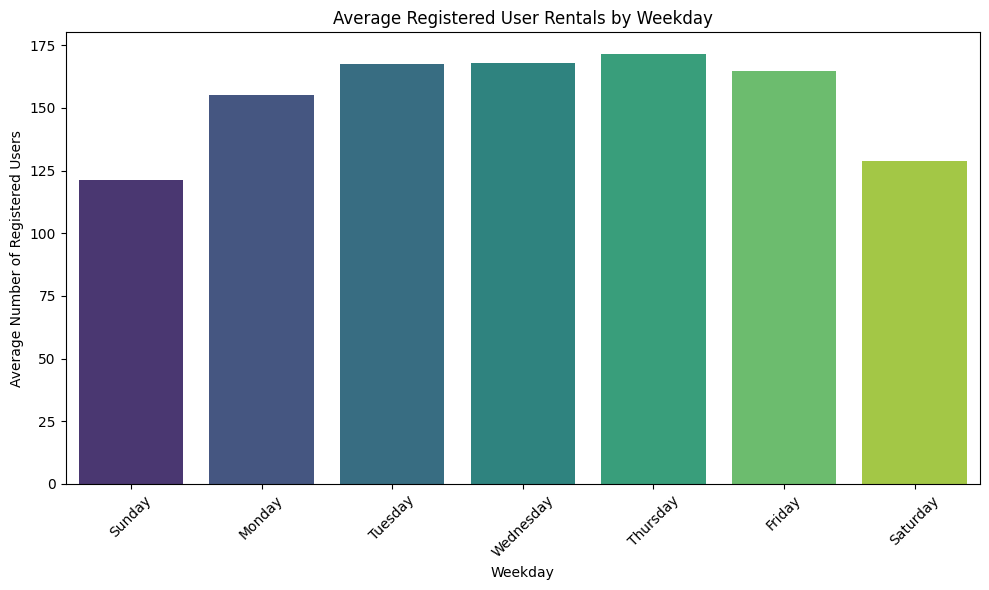 Average Registered User Rentals by Weekday
Average Number of Registered Users
175
150
125
100
75
50
25
0
Sunday
Monday
Tuesday
Wednesday
Thursday
Friday
Saturday
Weekday